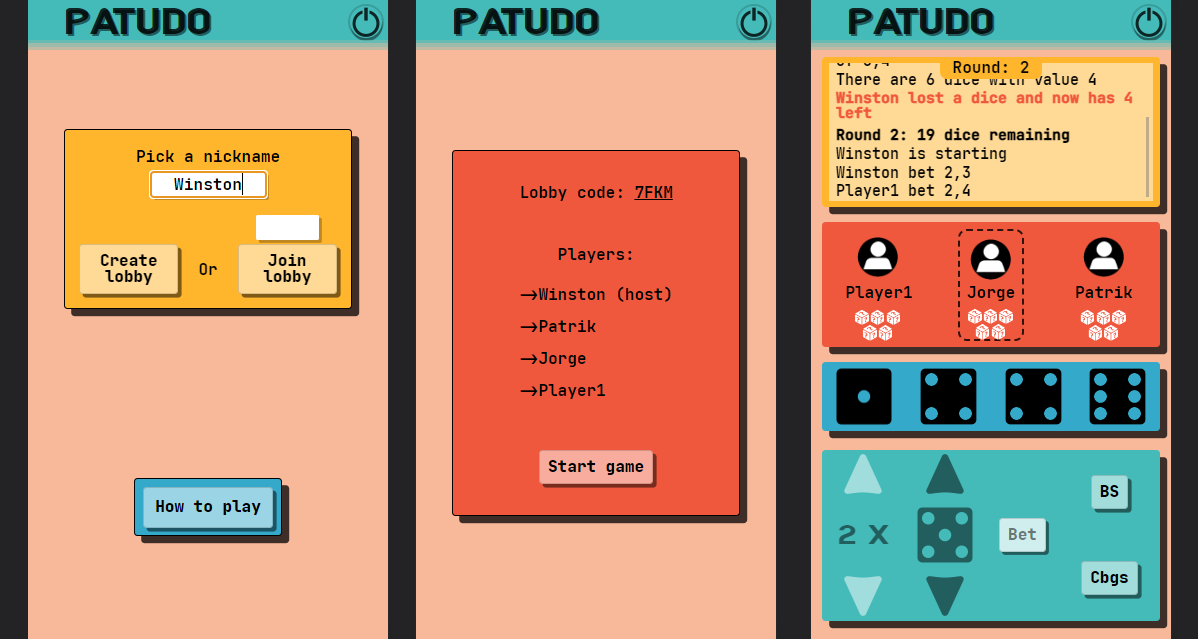 PATUDO
Pick a nickname
Winston
Create
lobby
Or
Join
lobby
How to play
PATUDO
Lobby code: 7FKM
Players:
→Winston (host)
→Patrik
→Jorge
→Player1
Start game
PATUDO
Round: 2
There are 6 dice with value 4
Winston lost a dice and now has 4
left
Round 2: 19 dice remaining
Winston is starting
Winston bet 2,3
Player1 bet 2,4
Player1
Jorge
Patrik
2 X
Bet
BS
Cbgs